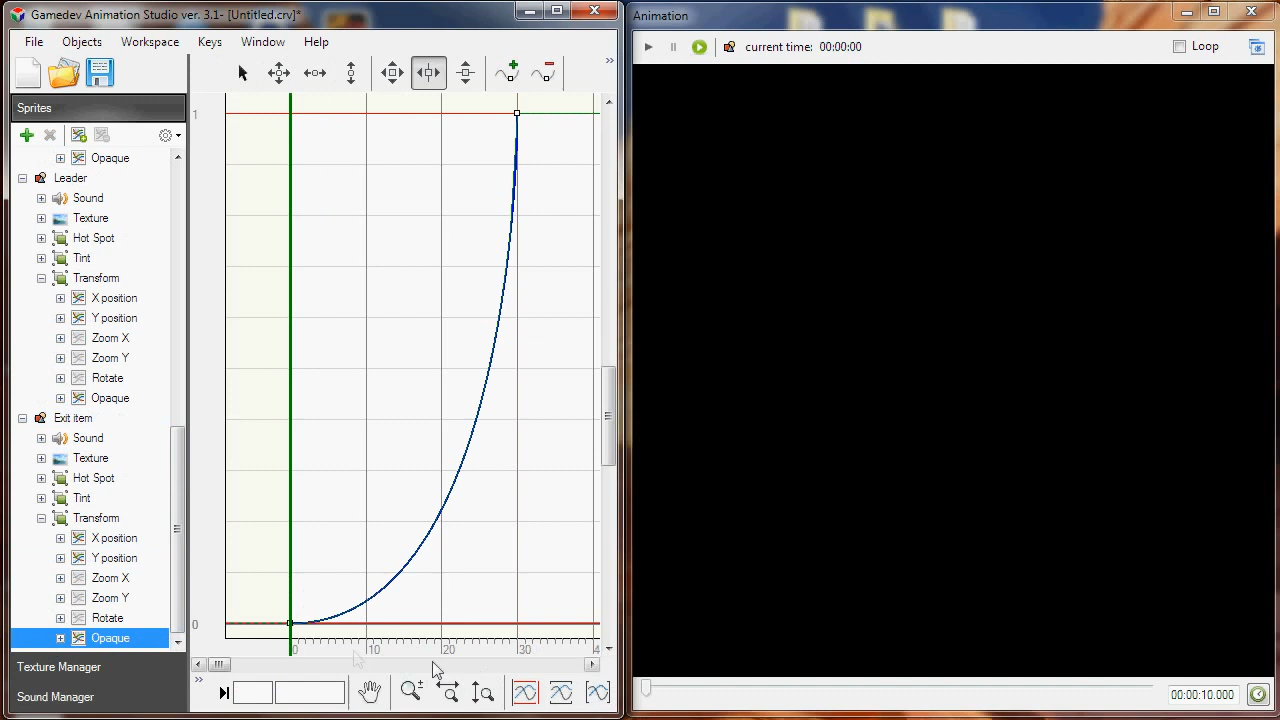 Gamedev Animation Studio ver. 3.1- [Untitled.crv]*
File Objects Workspace Keys Window Help
Sprites
Opaque
Leader
Sound
Texture
Hot Spot
Tint
Transform
X position
Y position
Zoom X
Zoom Y
Rotate
Opaque
Exit item
Sound
Texture
Hot Spot
Tint
Transform
X position
Y position
Zoom X
Zoom Y
Rotate
Opaque
Texture Manager
Sound Manager
1
0
0 10 20 30 4
Animation
current time: 00:00:00 Loop
00:00:10.000